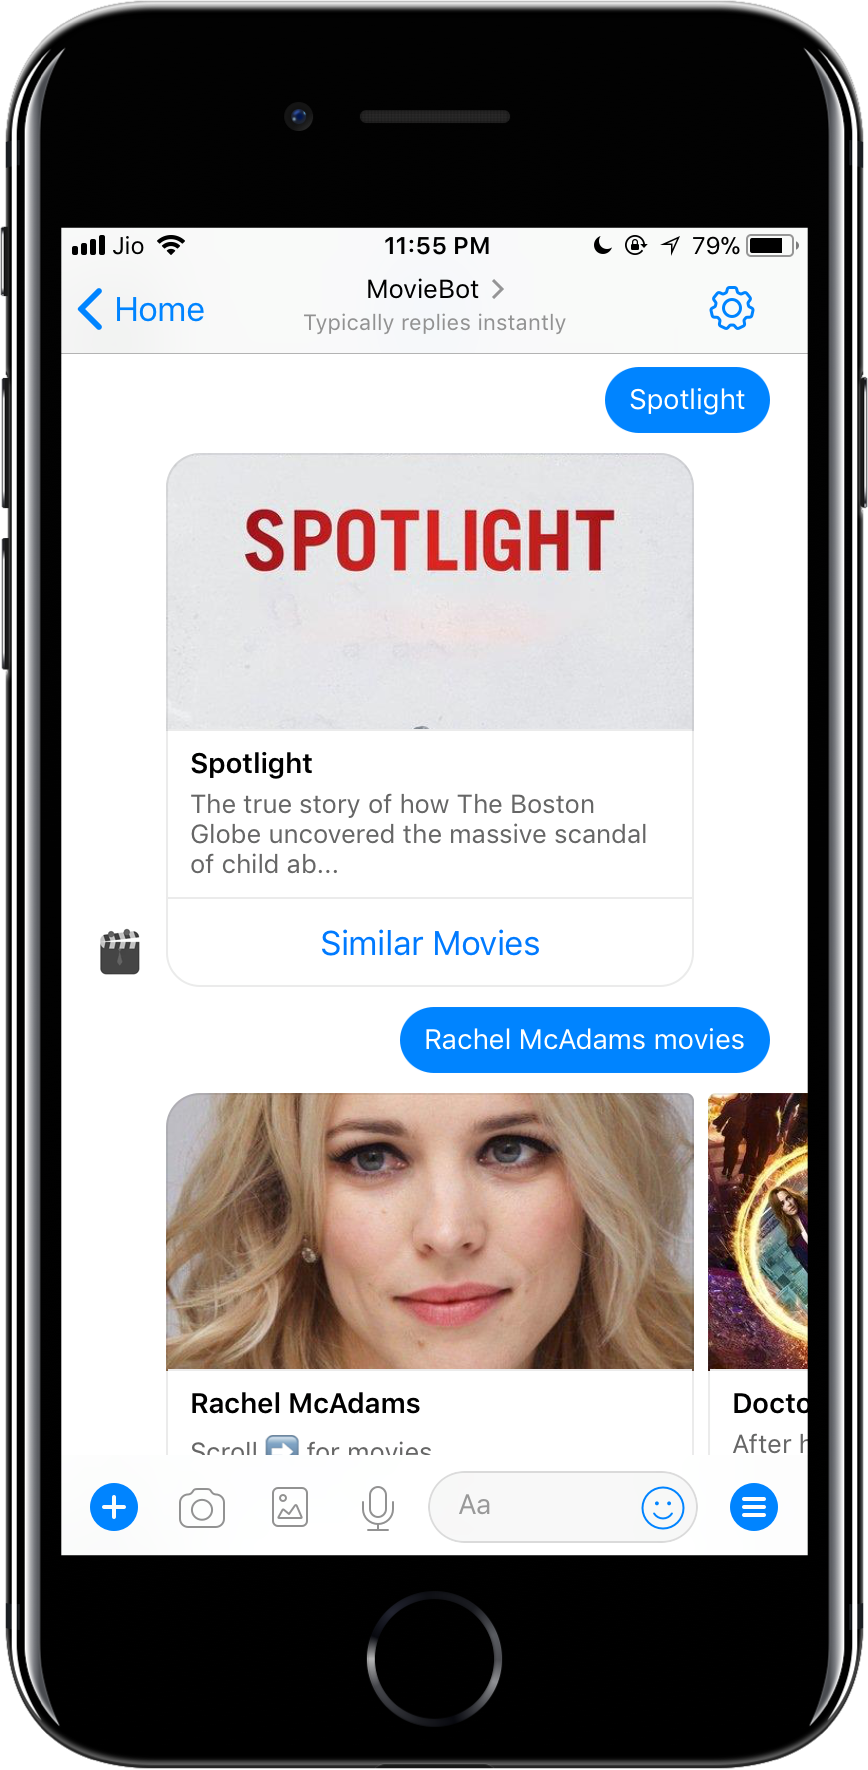 Jio 11:55 PM 79%
Home
MovieBot
Typically replies instantly
Spotlight
SPOTLIGHT
Spotlight
The true story of how The Boston
Globe uncovered the massive scandal
of child ab...
Similar Movies
Rachel McAdams movies
Rachel McAdams
Scroll ➡️ for movies
Docto
After h
Aa